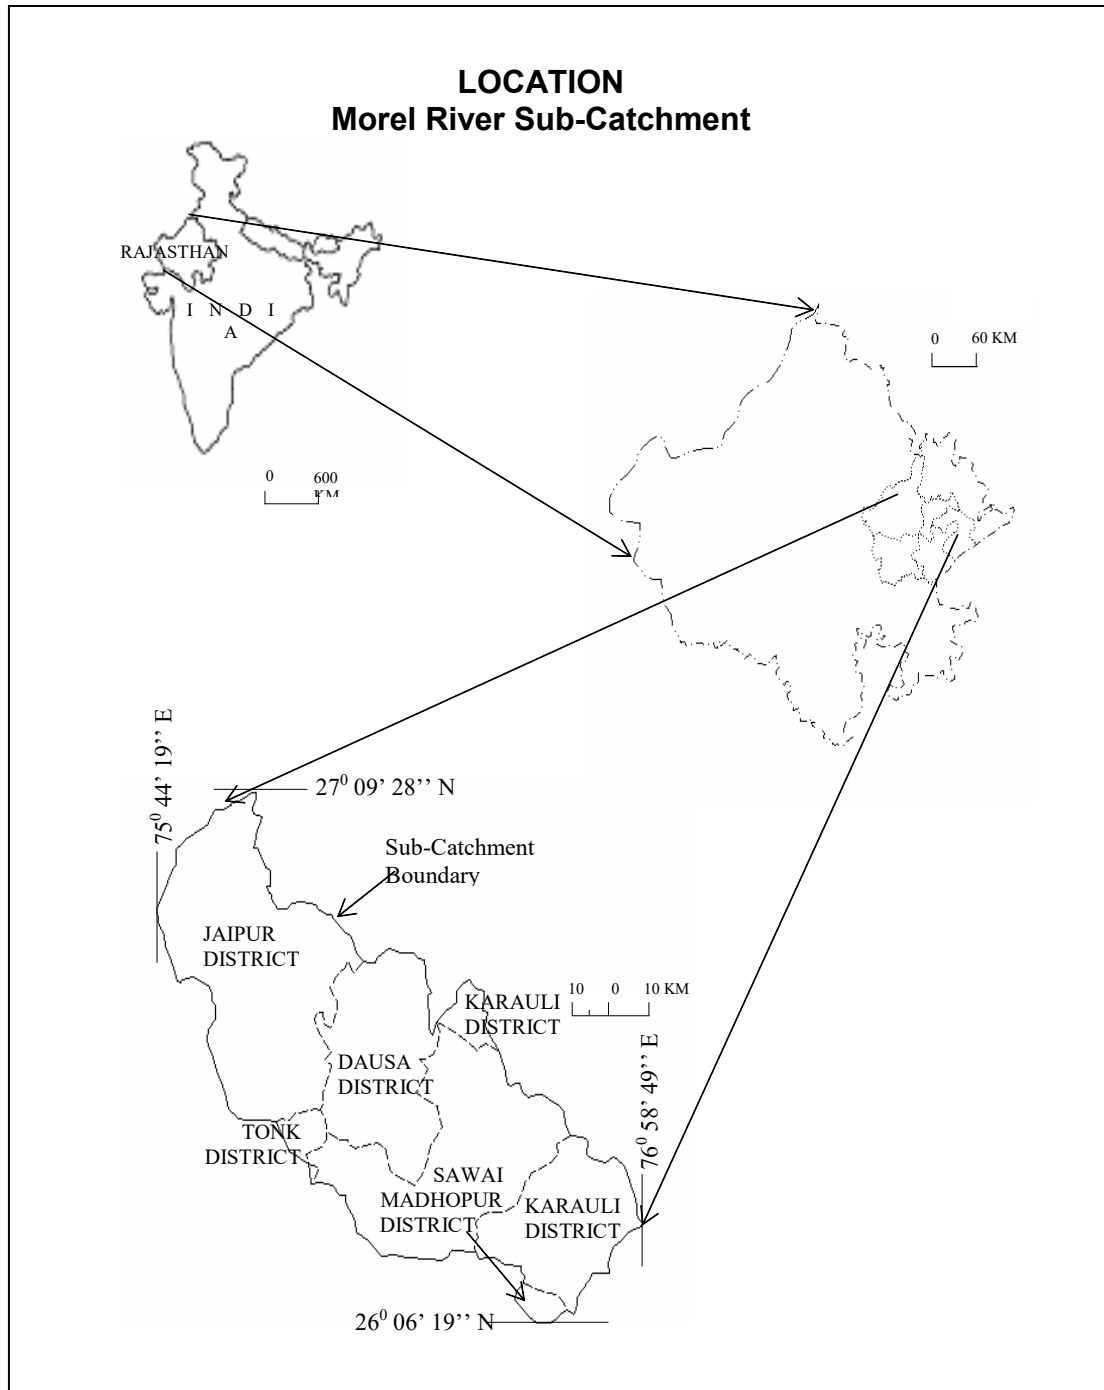 LOCATION
Morel River Sub-Catchment
RAJASTHAN
I N D I
A
0 600
KM
0 60 KM
75⁰ 44' 19'' E
27⁰ 09' 28'' N
Sub-Catchment
Boundary
JAIPUR
DISTRICT
KARAULI
DISTRICT
10 0 10 KM
DAUSA
DISTRICT
76⁰ 58' 49'' E
TONK
DISTRICT
SAWAI
MADHOPUR
DISTRICT
KARAULI
DISTRICT
26⁰ 06' 19'' N